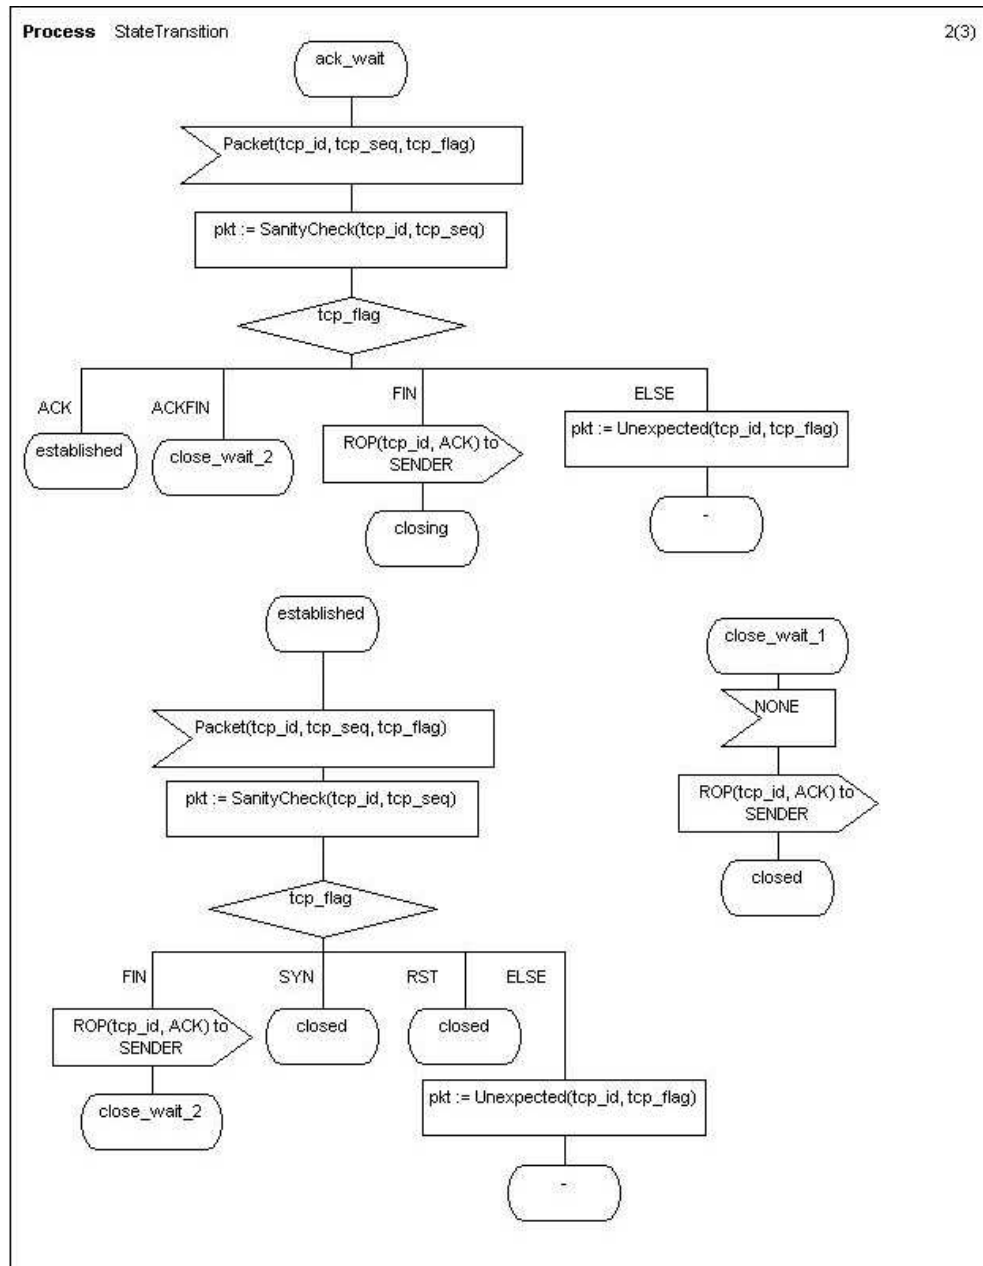 Process StateTransition 2(3)
ack_wait
Packet(tcp_id, tcp_seq, tcp_flag)
pkt := SanityCheck(tcp_id, tcp_seq)
tcp_flag
ACK
ACKFIN
FIN
ELSE
established
close_wait_2
ROP(tcp_id, ACK) to
SENDER
closing
pkt := Unexpected(tcp_id, tcp_flag)
-
established
Packet(tcp_id, tcp_seq, tcp_flag)
pkt := SanityCheck(tcp_id, tcp_seq)
tcp_flag
FIN
SYN
RST
ELSE
ROP(tcp_id, ACK) to
SENDER
close_wait_2
closed
closed
pkt := Unexpected(tcp_id, tcp_flag)
-
close_wait_1
NONE
ROP(tcp_id, ACK) to
SENDER
closed